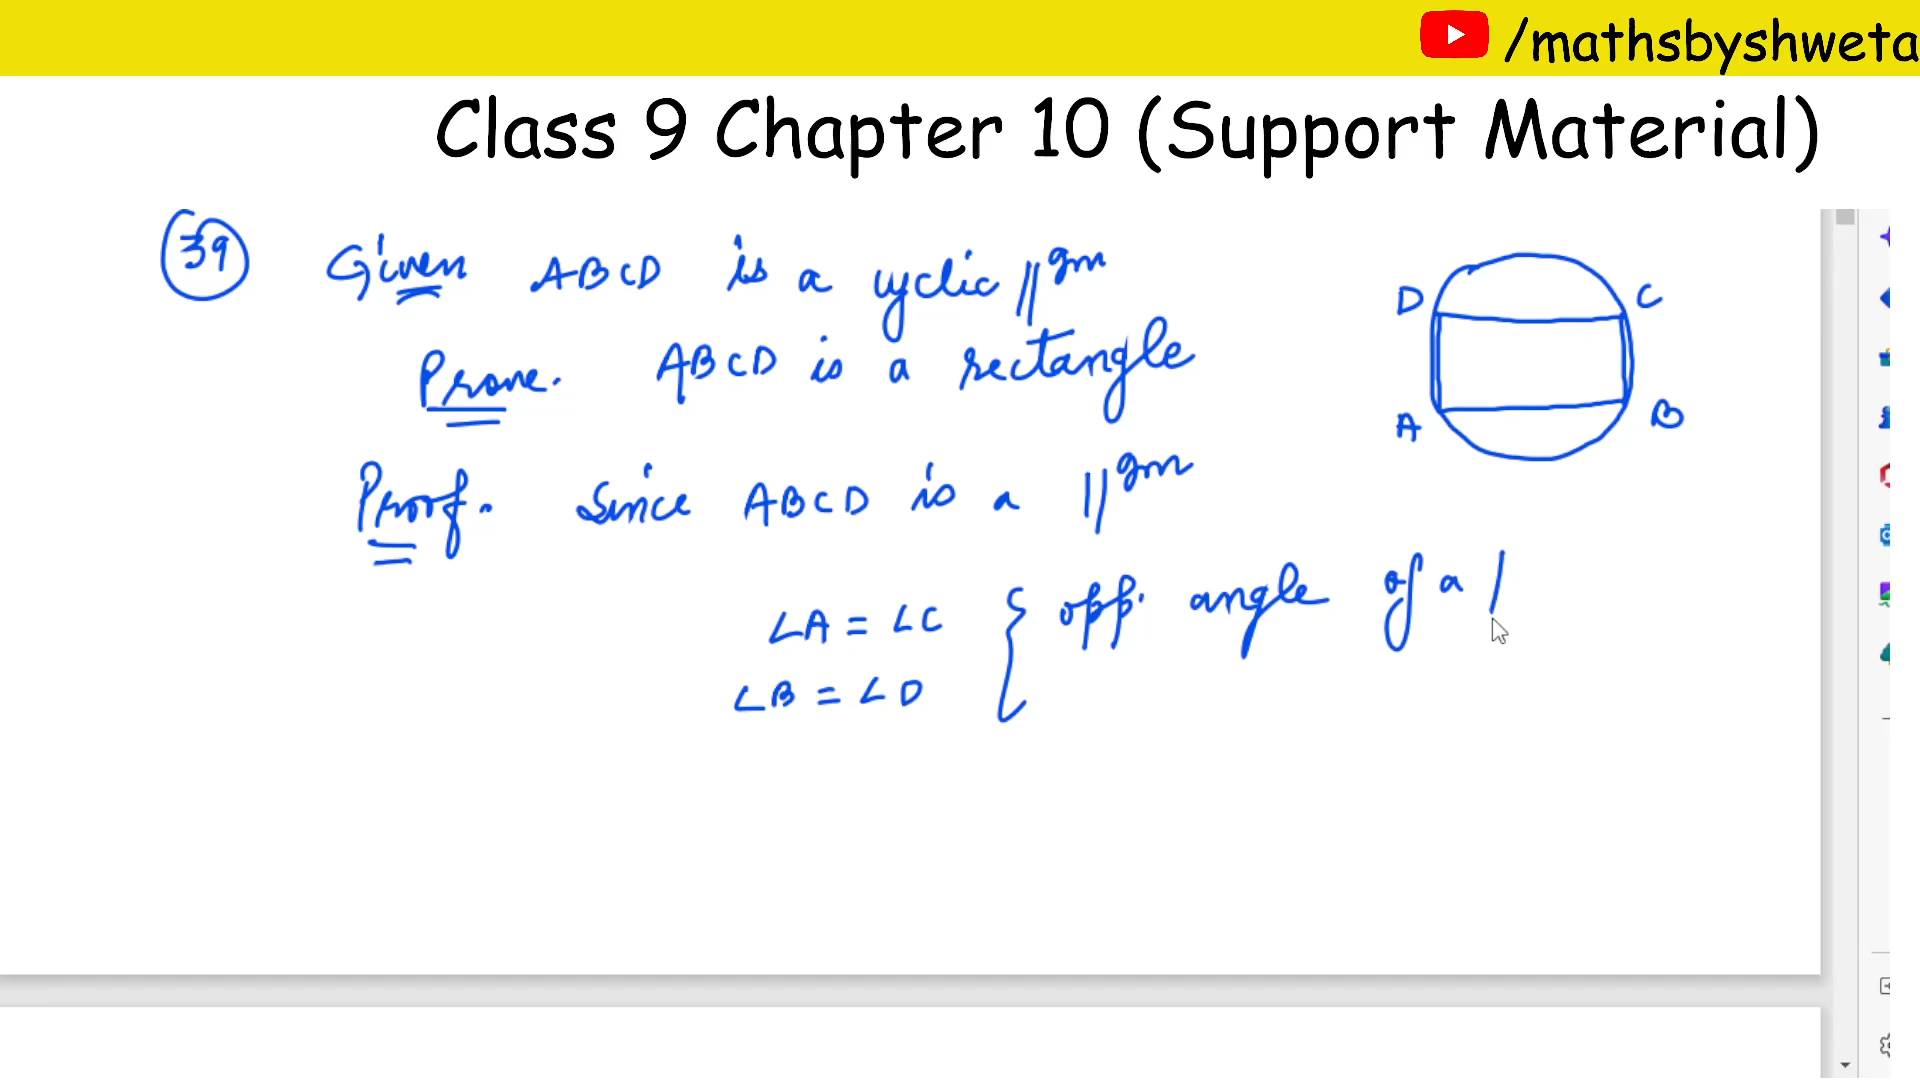 /mathsbyshweta
Class 9 Chapter 10 (Support Material)
39 Given ABCD is a cyclic ||gm
Prove. ABCD is a rectangle
D C
A B
Proof. Since ABCD is a ||gm
∠A = ∠C { opp. angle of a /
∠B = ∠D